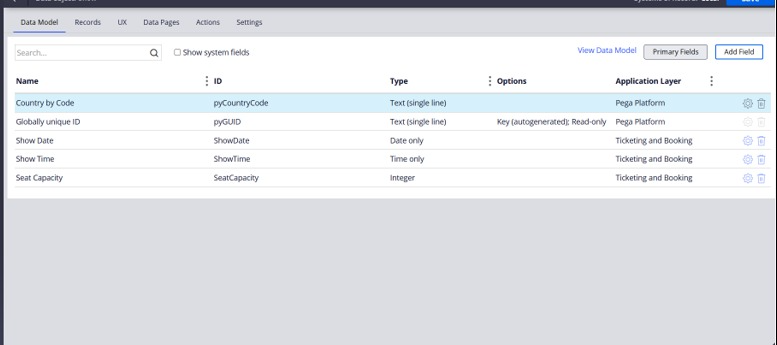 Data Model Records UX Data Pages Actions Settings
Search... Show system fields View Data Model Primary Fields Add Field
Name ID Type Options Application Layer
Country by Code pyCountryCode Text (single line) Pega Platform
Globally unique ID pyGUID Text (single line) Key (autogenerated); Read-only Pega Platform
Show Date ShowDate Date only Ticketing and Booking
Show Time ShowTime Time only Ticketing and Booking
Seat Capacity SeatCapacity Integer Ticketing and Booking